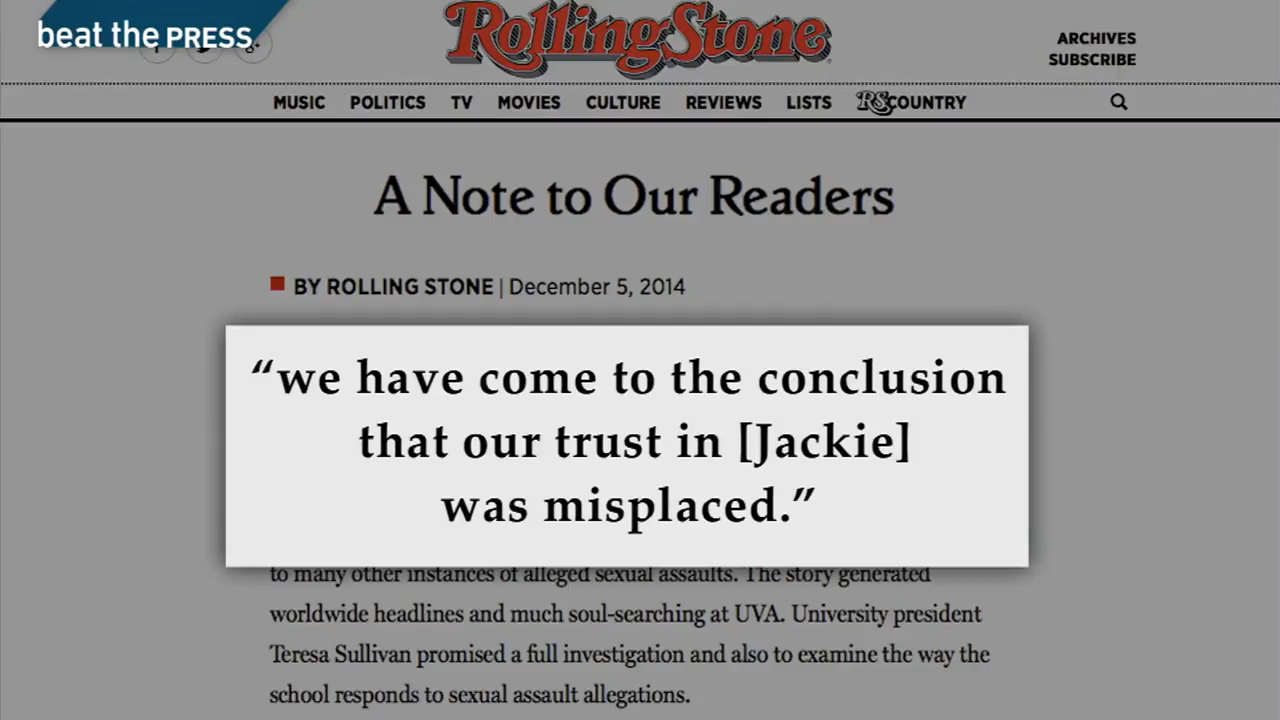 beat the PRESS
RollingStone
ARCHIVES
SUBSCRIBE
MUSIC POLITICS TV MOVIES CULTURE REVIEWS LISTS RS COUNTRY
A Note to Our Readers
BY ROLLING STONE | December 5, 2014
“we have come to the conclusion
that our trust in [Jackie]
was misplaced.”
to many other instances of alleged sexual assaults. The story generated
worldwide headlines and much soul-searching at UVA. University president
Teresa Sullivan promised a full investigation and also to examine the way the
school responds to sexual assault allegations.